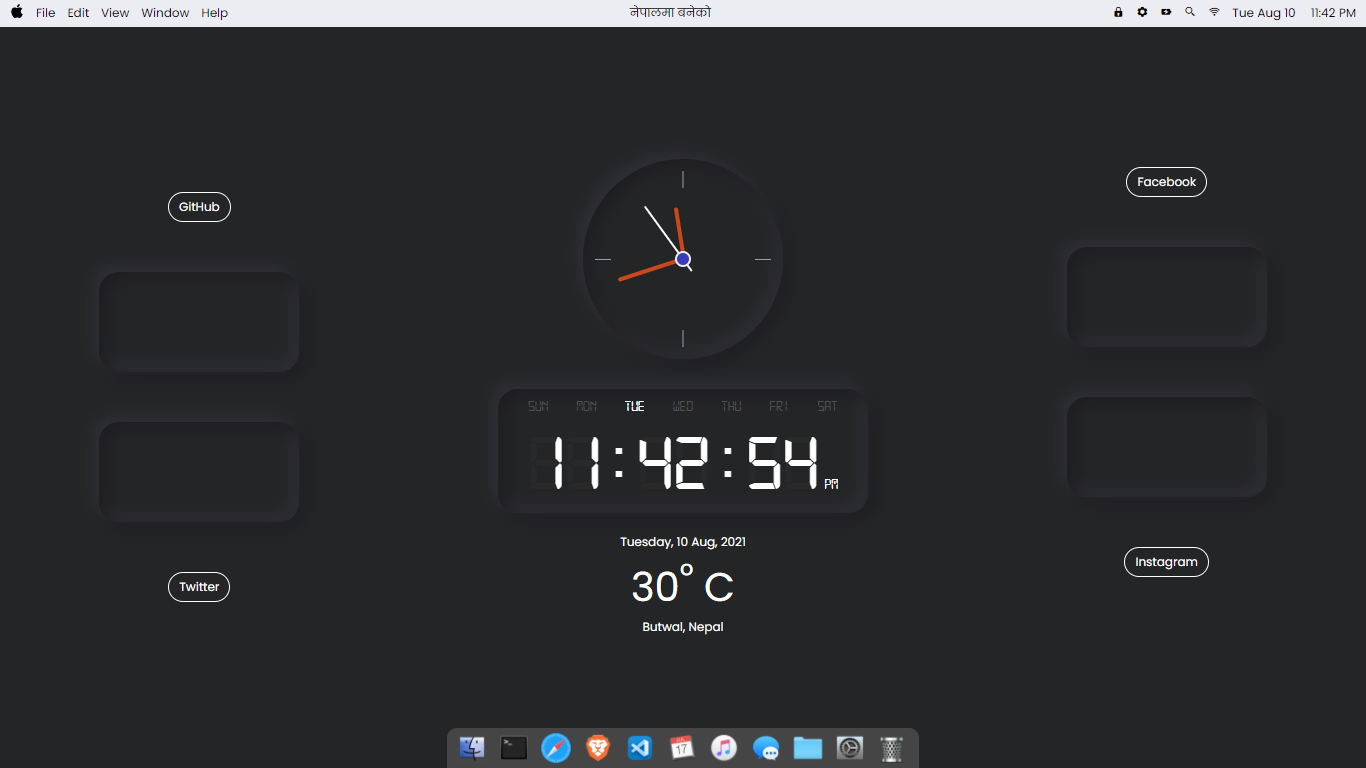 File Edit View Window Help नेपालमा बनेको Tue Aug 10 11:42 PM
GitHub
Twitter
SUN MON TUE WED THU FRI SAT
11:42:54 PM
Tuesday, 10 Aug, 2021
30° C
Butwal, Nepal
Facebook
Instagram
JUL
17